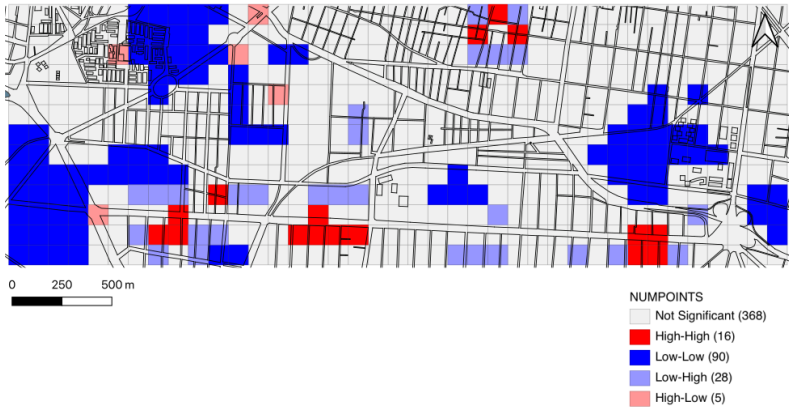 0 250 500 m
NUMPOINTS
Not Significant (368)
High-High (16)
Low-Low (90)
Low-High (28)
High-Low (5)